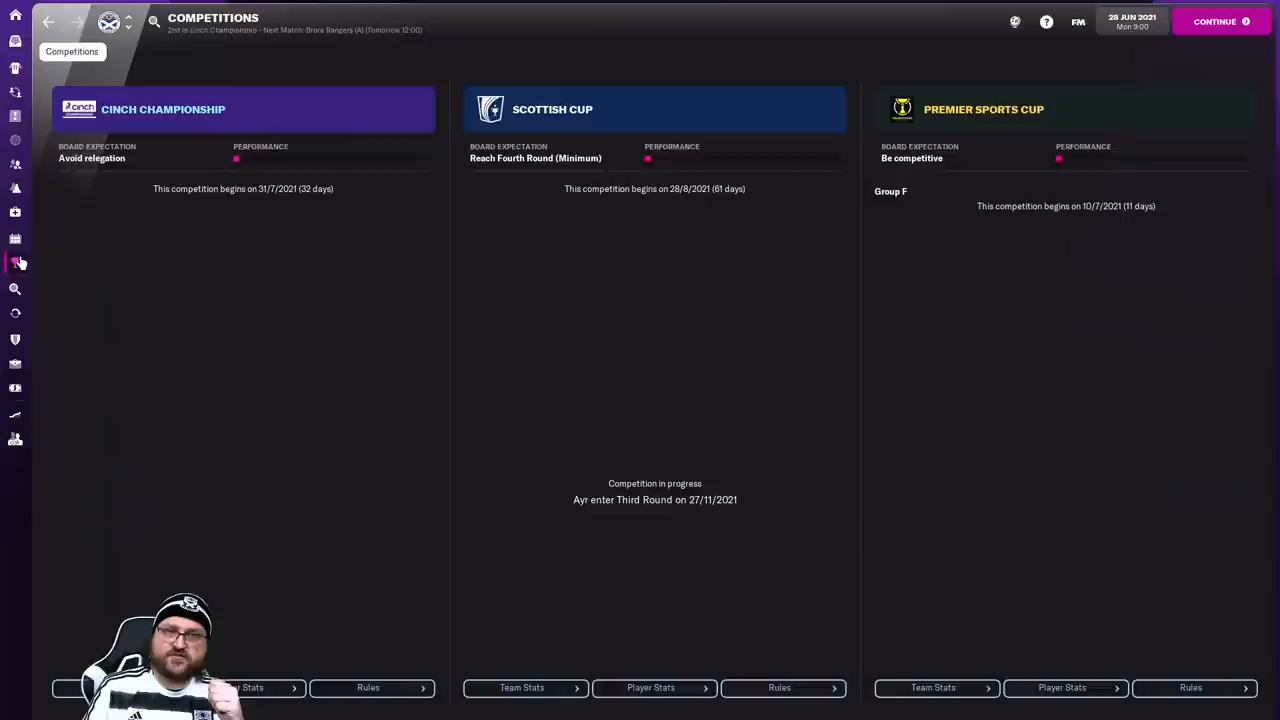 COMPETITIONS
2nd in Cinch Championship - Next Match: Brora Rangers (A) (Tomorrow 12:00)
FM
28 JUN 2021
Mon 9:00
CONTINUE
Competitions
cinch
CINCH CHAMPIONSHIP
BOARD EXPECTATION
PERFORMANCE
Avoid relegation
This competition begins on 31/7/2021 (32 days)
SCOTTISH CUP
BOARD EXPECTATION
PERFORMANCE
Reach Fourth Round (Minimum)
This competition begins on 28/8/2021 (61 days)
Competition in progress
Ayr enter Third Round on 27/11/2021
PREMIER SPORTS CUP
BOARD EXPECTATION
PERFORMANCE
Be competitive
Group F
This competition begins on 10/7/2021 (11 days)
Stats
Rules
Team Stats
Player Stats
Rules
Team Stats
Player Stats
Rules